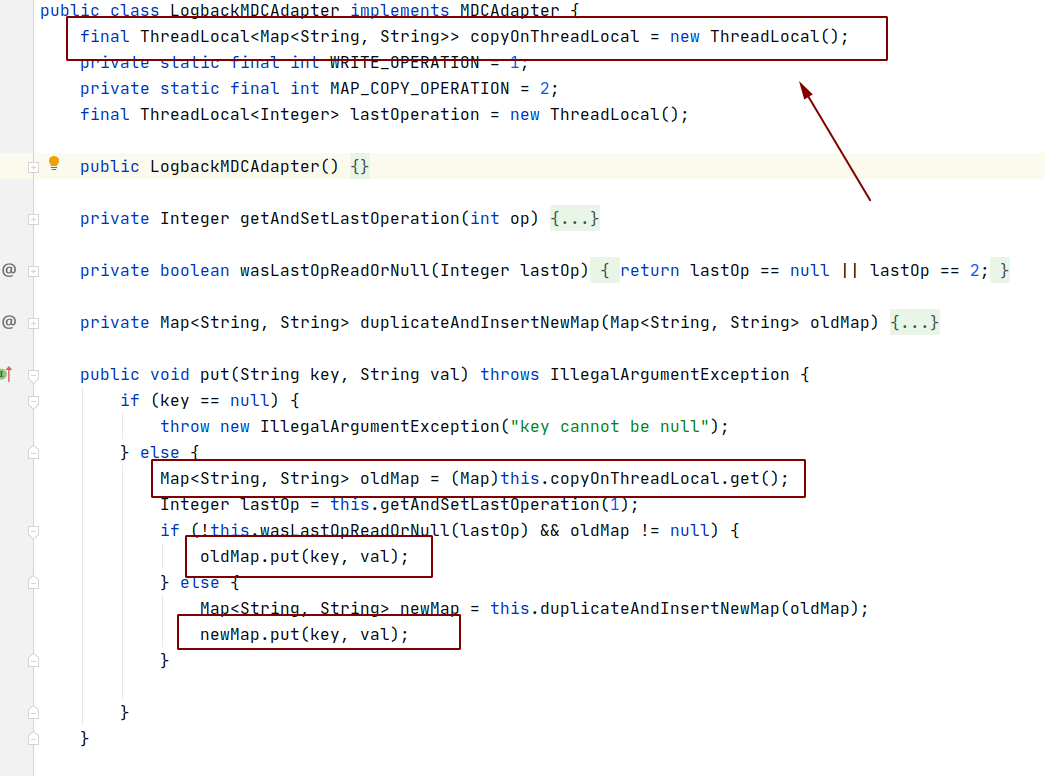 public class LogbackMDCAdapter implements MDCAdapter {
    final ThreadLocal<Map<String, String>> copyOnThreadLocal = new ThreadLocal();
    private static final int WRITE_OPERATION = 1;
    private static final int MAP_COPY_OPERATION = 2;
    final ThreadLocal<Integer> lastOperation = new ThreadLocal();

    public LogbackMDCAdapter() {}

    private Integer getAndSetLastOperation(int op) {...}

@    private boolean wasLastOpReadOrNull(Integer lastOp) { return lastOp == null || lastOp == 2; }

@    private Map<String, String> duplicateAndInsertNewMap(Map<String, String> oldMap) {...}

    public void put(String key, String val) throws IllegalArgumentException {
        if (key == null) {
            throw new IllegalArgumentException("key cannot be null");
        } else {
            Map<String, String> oldMap = (Map)this.copyOnThreadLocal.get();
            Integer lastOp = this.getAndSetLastOperation(1);
            if (!this.wasLastOpReadOrNull(lastOp) && oldMap != null) {
                oldMap.put(key, val);
            } else {
                Map<String, String> newMap = this.duplicateAndInsertNewMap(oldMap);
                newMap.put(key, val);
            }

        }
    }